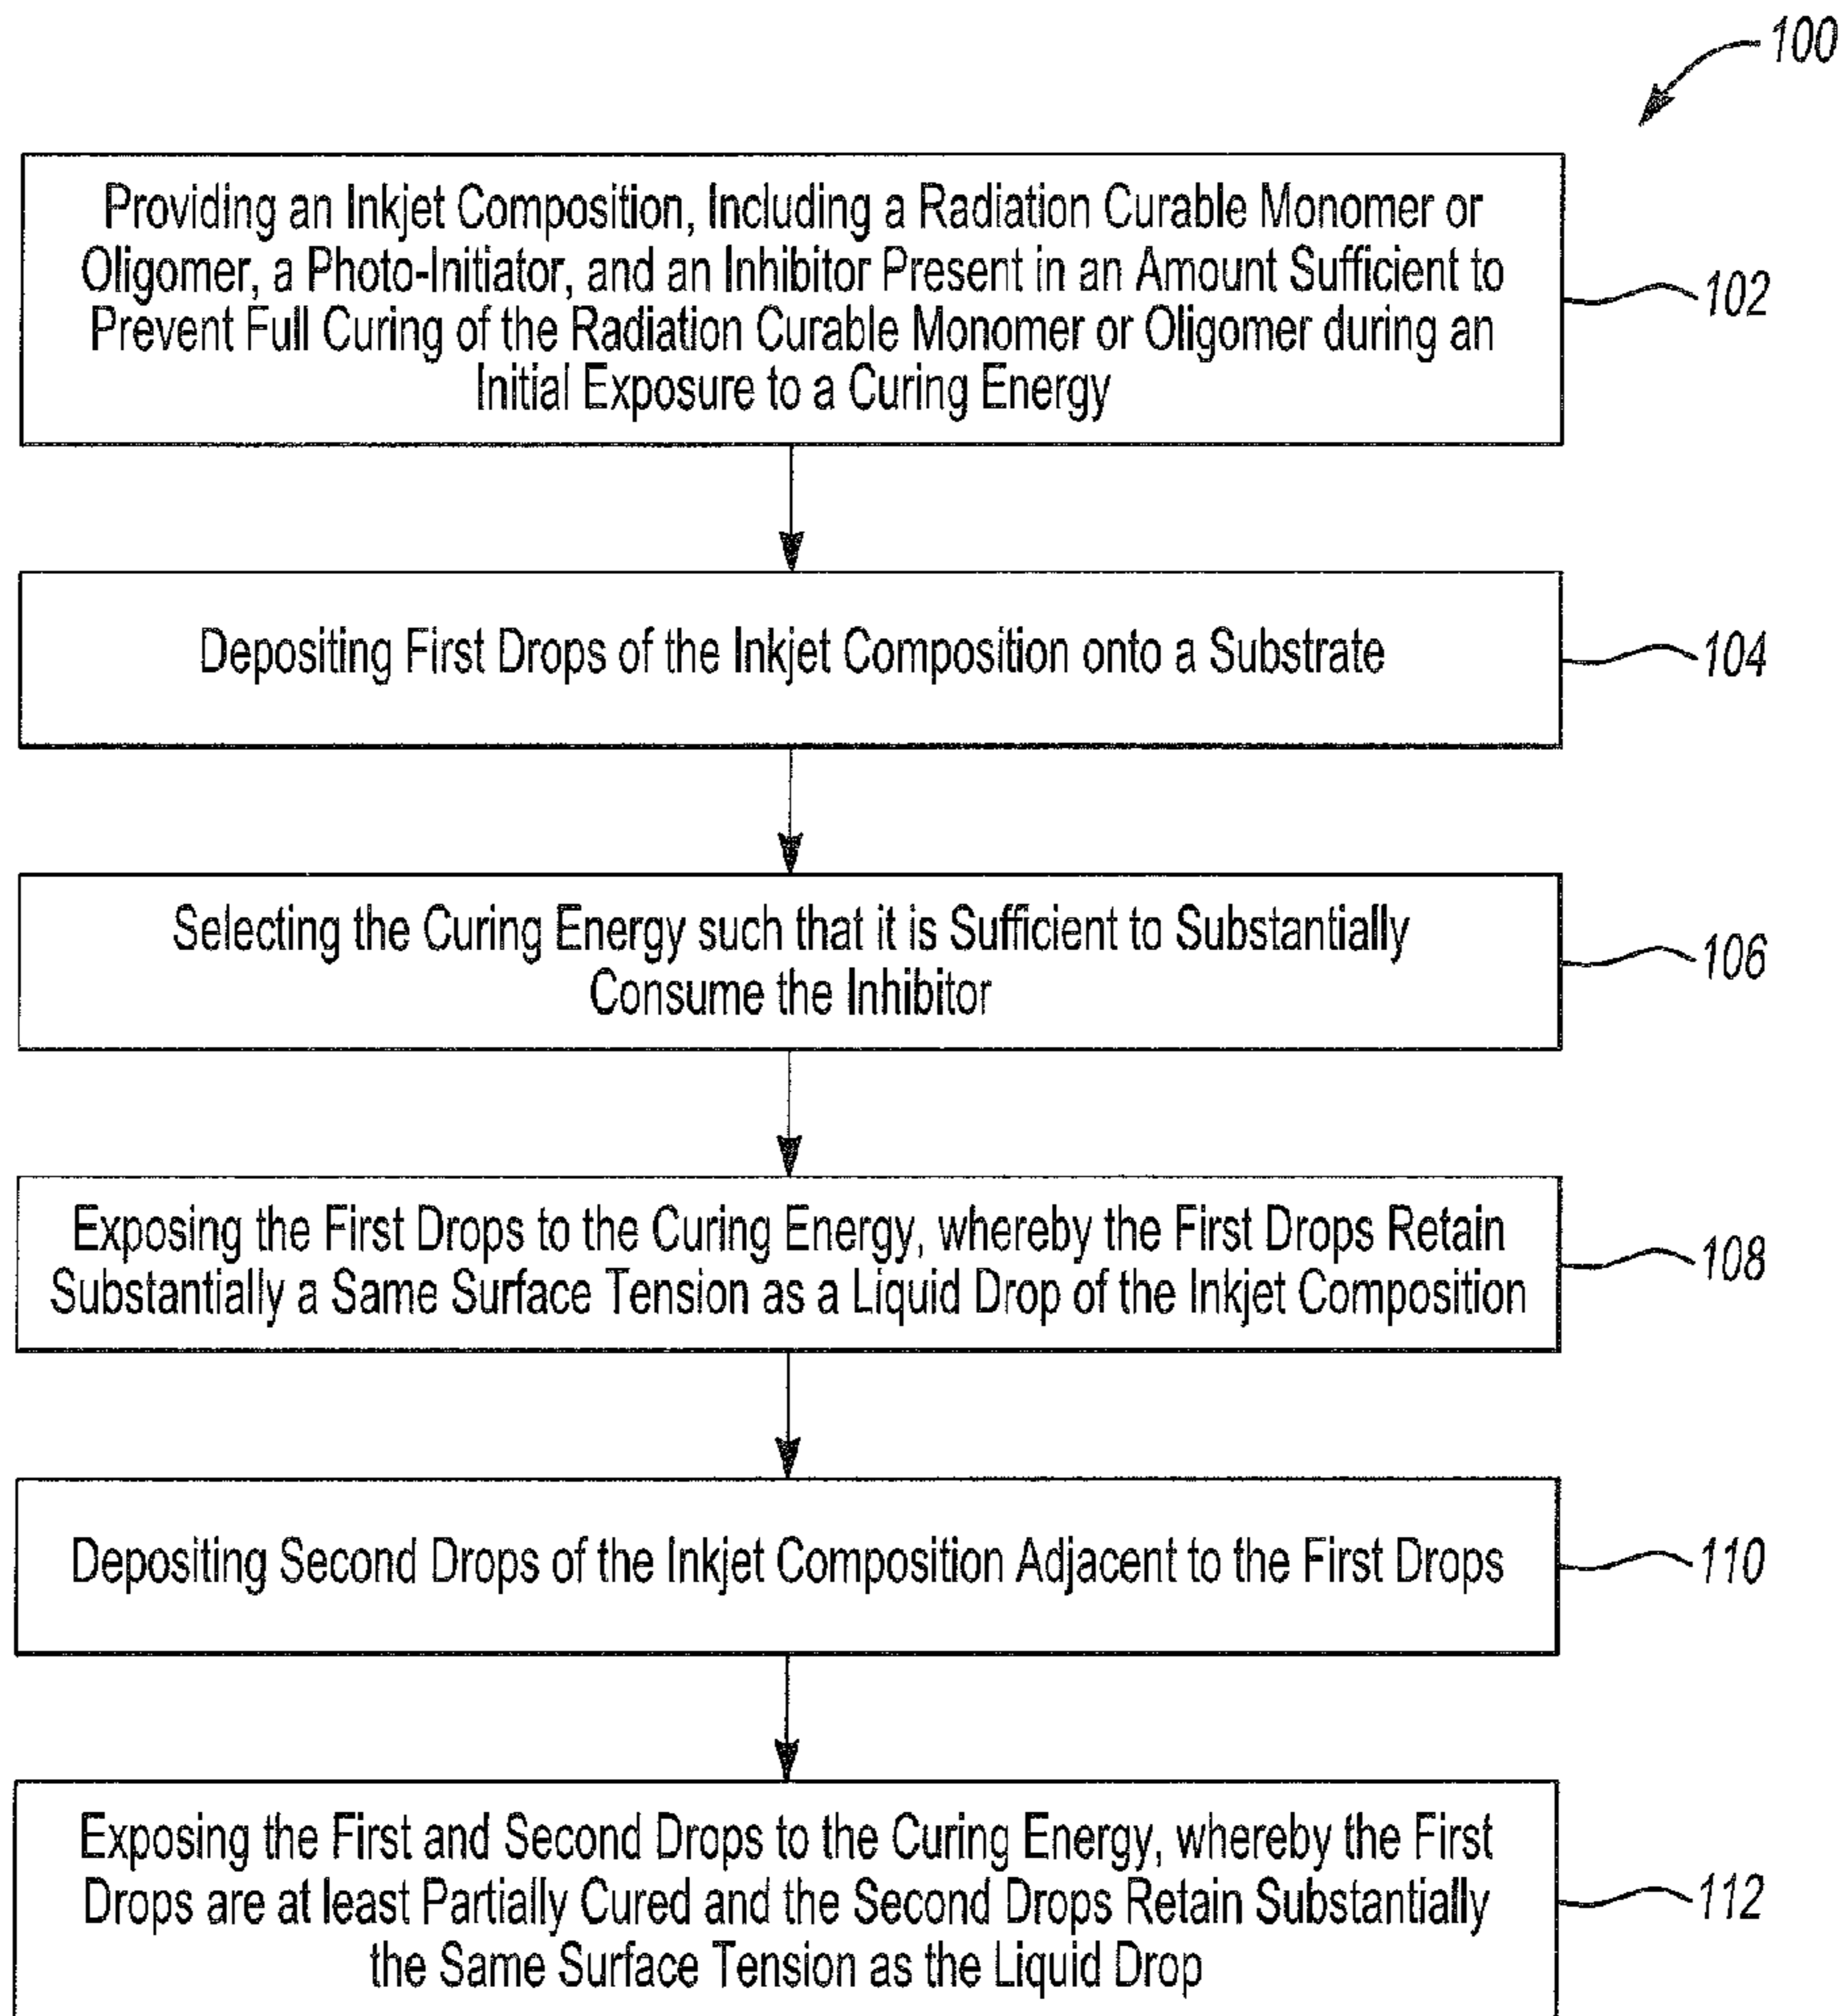 100
Providing an Inkjet Composition, Including a Radiation Curable Monomer or
Oligomer, a Photo-Initiator, and an Inhibitor Present in an Amount Sufficient to
Prevent Full Curing of the Radiation Curable Monomer or Oligomer during an
Initial Exposure to a Curing Energy
102
Depositing First Drops of the Inkjet Composition onto a Substrate
104
Selecting the Curing Energy such that it is Sufficient to Substantially
Consume the Inhibitor
106
Exposing the First Drops to the Curing Energy, whereby the First Drops Retain
Substantially a Same Surface Tension as a Liquid Drop of the Inkjet Composition
108
Depositing Second Drops of the Inkjet Composition Adjacent to the First Drops
110
Exposing the First and Second Drops to the Curing Energy, whereby the First
Drops are at least Partially Cured and the Second Drops Retain Substantially
the Same Surface Tension as the Liquid Drop
112